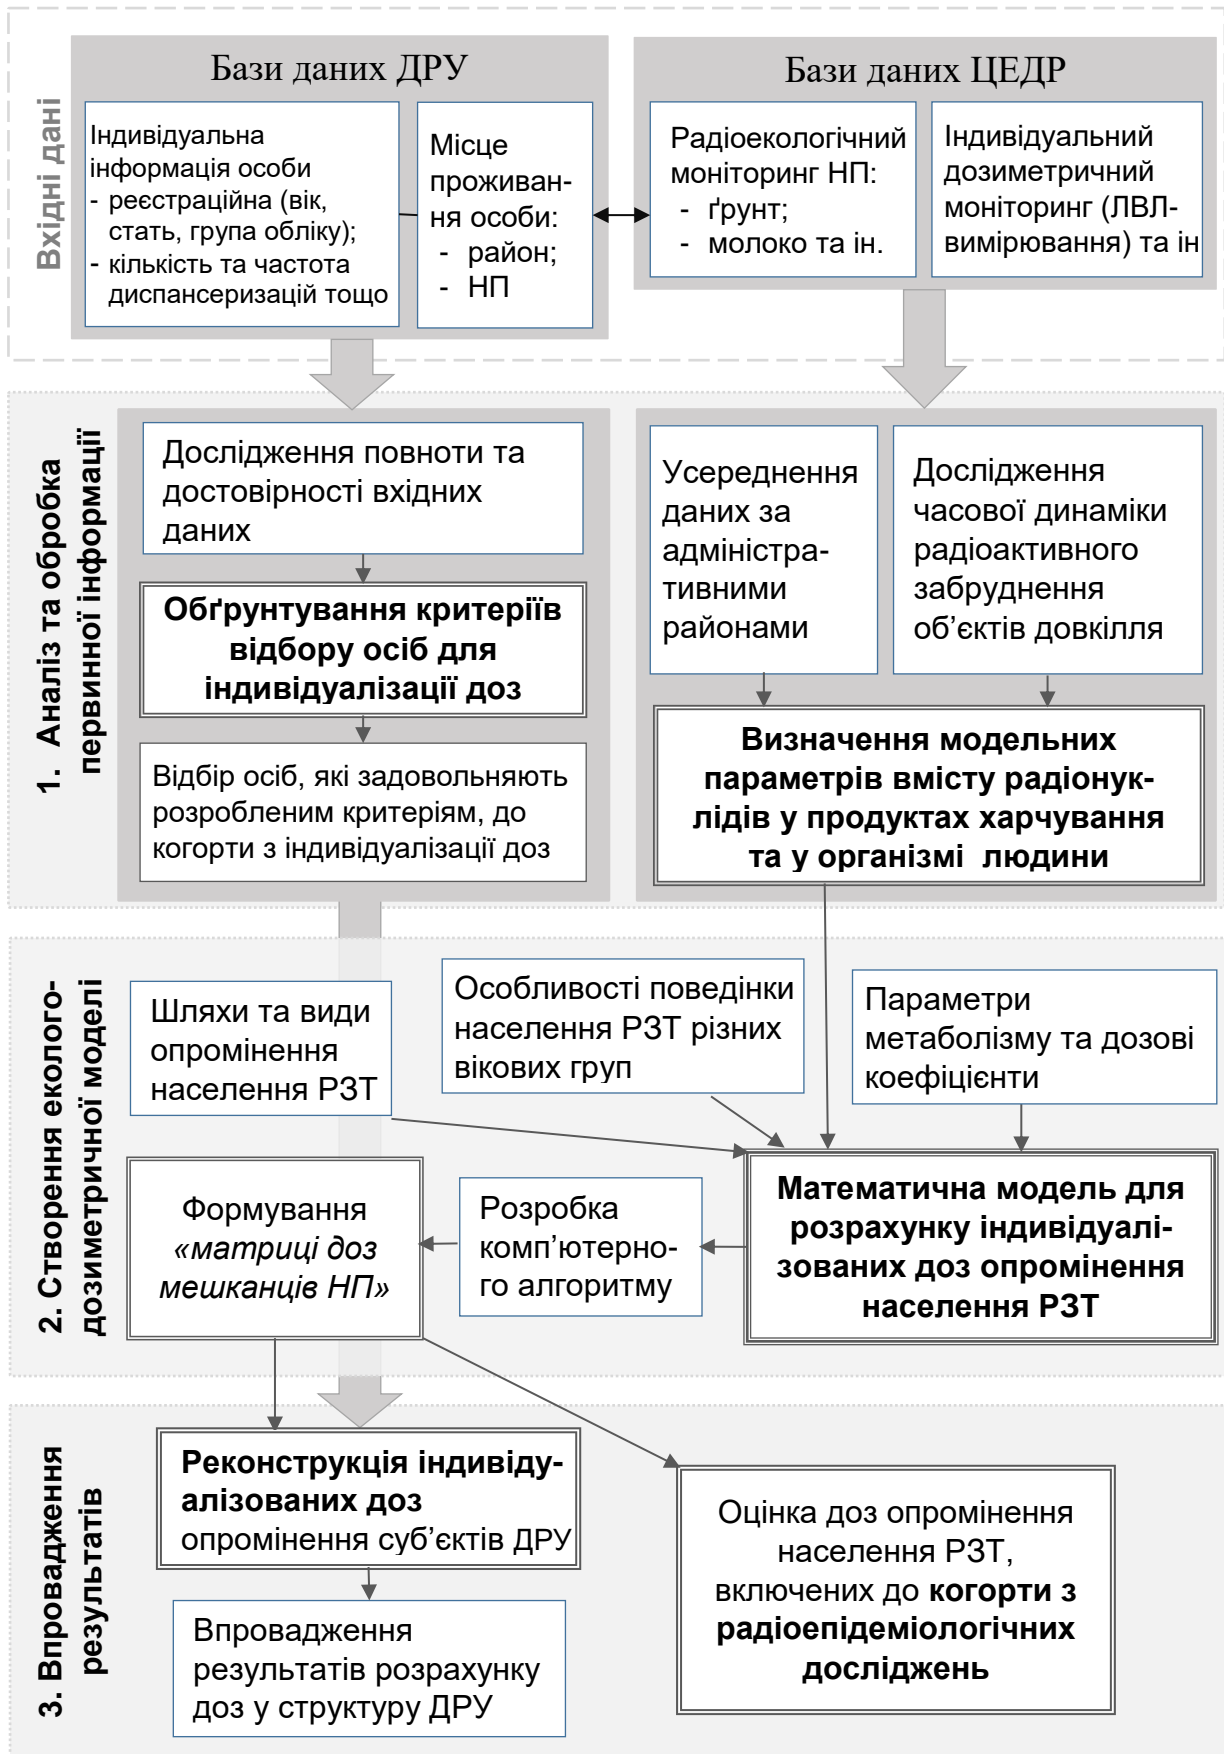 Вхідні дані
Бази даних ДРУ
Індивідуальна
інформація особи
- реєстраційна (вік,
стать, група обліку);
- кількість та частота
диспансеризацій тощо
Місце
проживан-
ня особи:
- район;
- НП
Бази даних ЦЕДР
Радіоекологічний
моніторинг НП:
- ґрунт;
- молоко та ін.
Індивідуальний
дозиметричний
моніторинг (ЛВЛ-
вимірювання) та ін
1. Аналіз та обробка
первинної інформації
Дослідження повноти та
достовірності вхідних
даних
Обґрунтування критеріїв
відбору осіб для
індивідуалізації доз
Відбір осіб, які задовольняють
розробленим критеріям, до
когорти з індивідуалізації доз
Усереднення
даних за
адміністра-
тивними
районами
Дослідження
часової динаміки
радіоактивного
забруднення
об’єктів довкілля
Визначення модельних
параметрів вмісту радіонук-
лідів у продуктах харчування
та у організмі людини
2. Створення еколого-
дозиметричної моделі
Шляхи та види
опромінення
населення РЗТ
Особливості поведінки
населення РЗТ різних
вікових груп
Параметри
метаболізму та дозові
коефіцієнти
Формування
«матриці доз
мешканців НП»
Розробка
комп’ютерно-
го алгоритму
Математична модель для
розрахунку індивідуалі-
зованих доз опромінення
населення РЗТ
3. Впровадження
результатів
Реконструкція індивіду-
алізованих доз
опромінення суб’єктів ДРУ
Впровадження
результатів розрахунку
доз у структуру ДРУ
Оцінка доз опромінення
населення РЗТ,
включених до когорти з
радіоепідеміологічних
досліджень